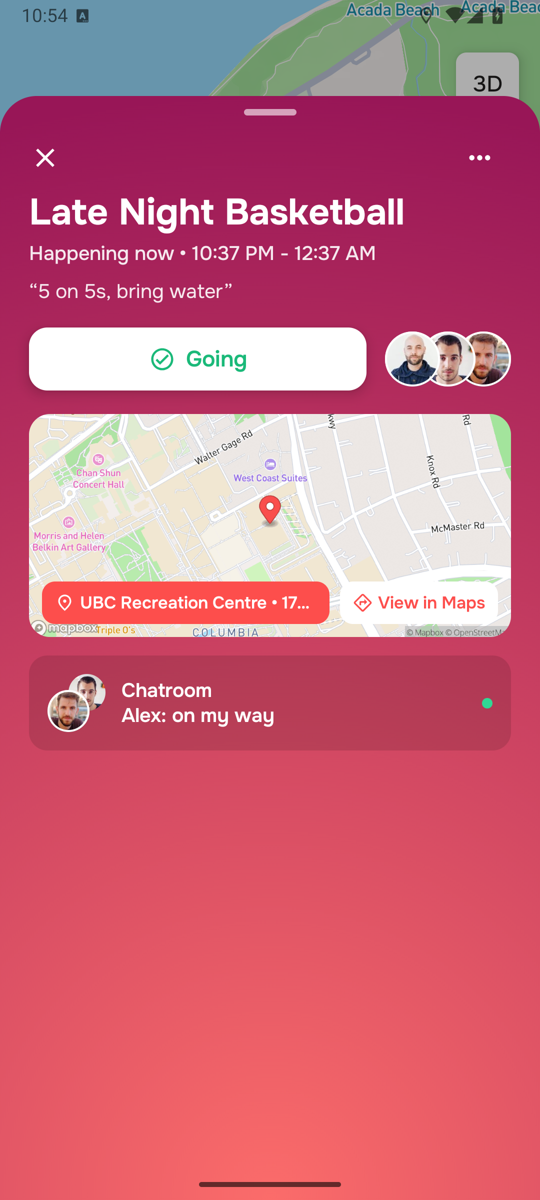 10:54 A
Acada Beach
3D
Late Night Basketball
Happening now • 10:37 PM - 12:37 AM
“5 on 5s, bring water”
Going
Walter Gage Rd
Chan Shun
Concert Hall
West Coast Suites
Knox Rd
Rd
kwy
McMaster Rd
Morris and Helen
Belkin Art Gallery
UBC Recreation Centre • 17...
View in Maps
mapbox
Triple O's
COLUMBIA
© Mapbox © OpenStreetM
Chatroom
Alex: on my way